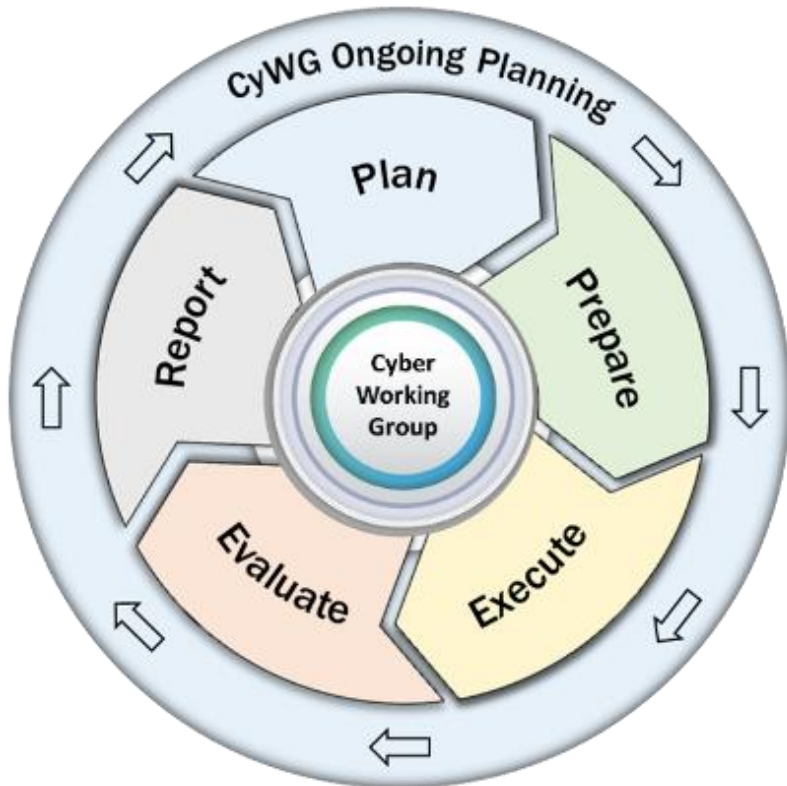 CyWG Ongoing Planning
Plan
Prepare
Execute
Evaluate
Report
Cyber
Working
Group